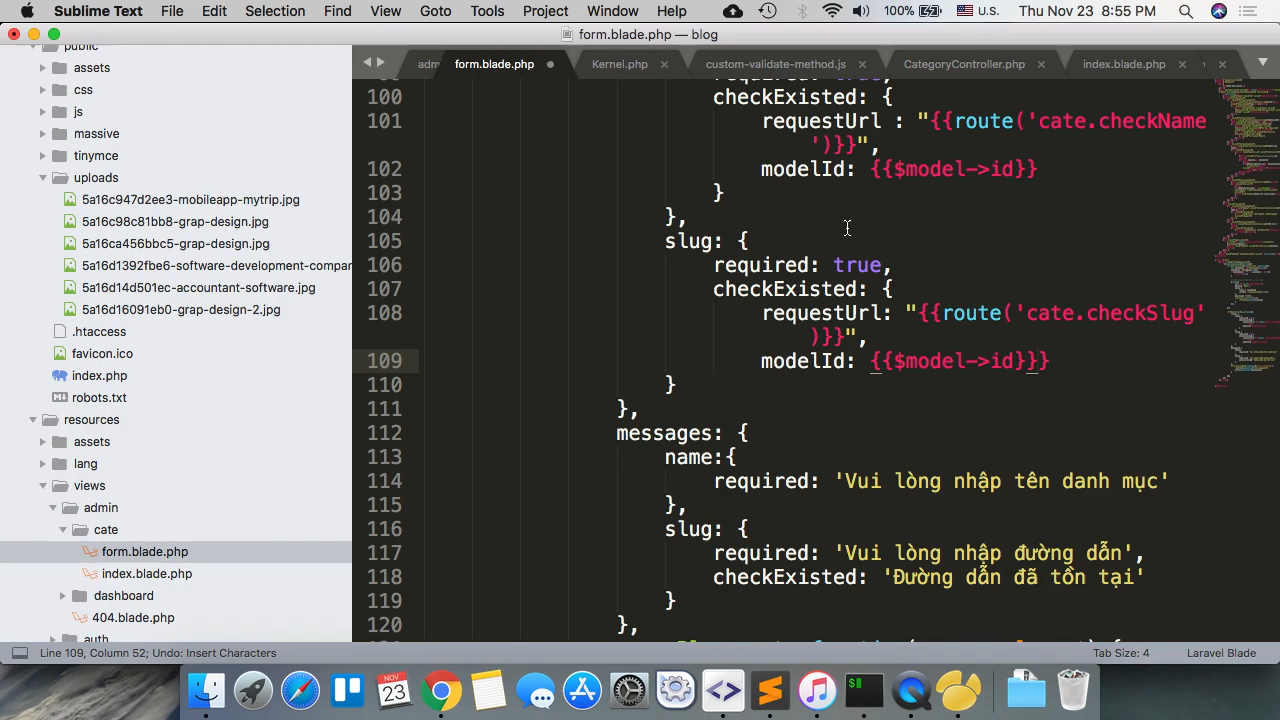 Sublime Text File Edit Selection Find View Goto Tools Project Window Help 100% U.S. Thu Nov 23 8:55 PM
form.blade.php — blog
public
assets
css
js
massive
tinymce
uploads
5a16c947d2ee3-mobileapp-mytrip.jpg
5a16c98c81bb8-grap-design.jpg
5a16ca456bbc5-grap-design.jpg
5a16d1392fbe6-software-development-compan
5a16d14d501ec-accountant-software.jpg
5a16d16091eb0-grap-design-2.jpg
.htaccess
favicon.ico
index.php
robots.txt
resources
assets
lang
views
admin
cate
form.blade.php
index.blade.php
dashboard
404.blade.php
auth
adm form.blade.php Kernel.php custom-validate-method.js CategoryController.php index.blade.php
100 checkExisted: {
101 requestUrl : "{{route('cate.checkName
')}}",
102 modelId: {{$model->id}}
103 }
104 },
105 slug: {
106 required: true,
107 checkExisted: {
108 requestUrl: "{{route('cate.checkSlug'
)}}",
109 modelId: {{$model->id}}}
110 }
111 },
112 messages: {
113 name:{
114 required: 'Vui lòng nhập tên danh mục'
115 },
116 slug: {
117 required: 'Vui lòng nhập đường dẫn',
118 checkExisted: 'Đường dẫn đã tồn tại'
119 }
120 },
Line 109, Column 52; Undo: Insert Characters Tab Size: 4 Laravel Blade
NOV
23